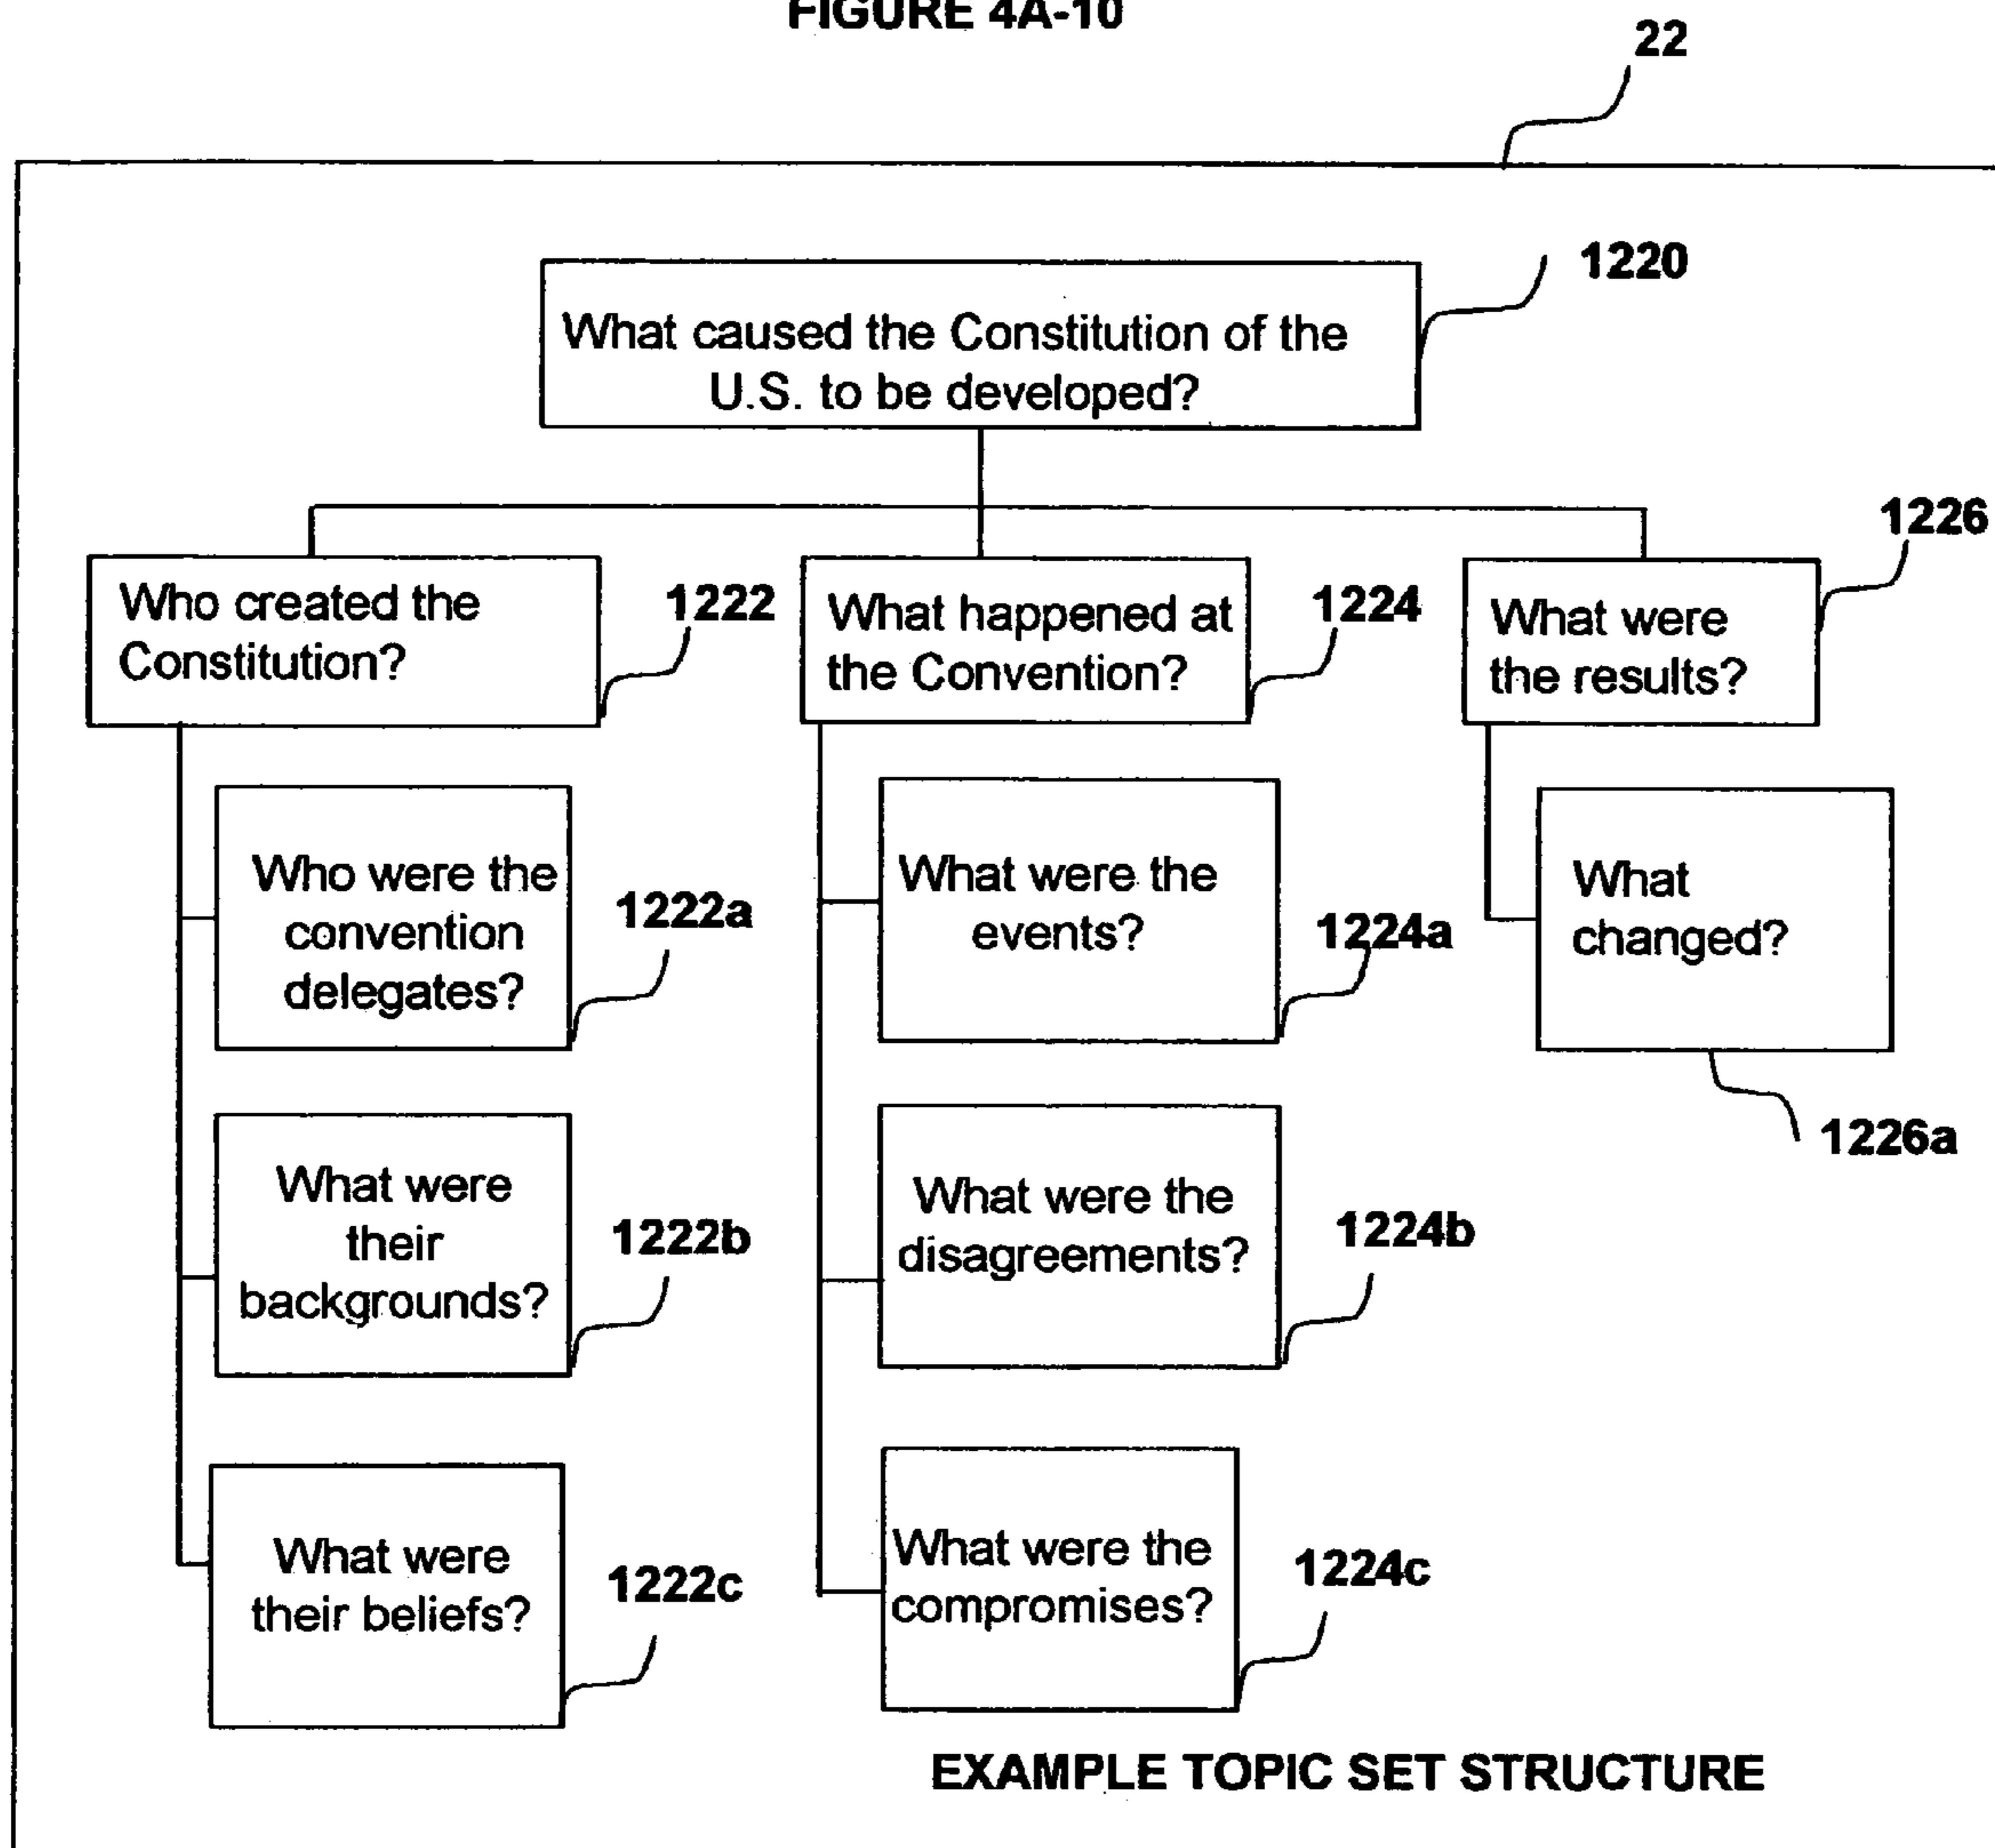 FIGURE 4A-10
22
1220
What caused the Constitution of the
U.S. to be developed?
1226
Who created the
Constitution?
1222
What happened at
the Convention?
1224
What were
the results?
Who were the
convention
delegates?
1222a
What were the
events?
1224a
What
changed?
1226a
What were
their
backgrounds?
1222b
What were the
disagreements?
1224b
What were
their beliefs?
1222c
What were the
compromises?
1224c
EXAMPLE TOPIC SET STRUCTURE